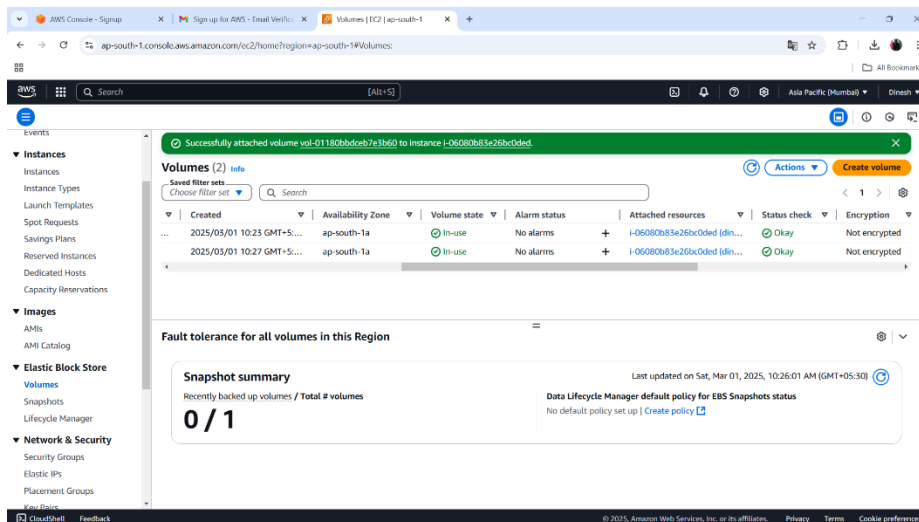 AWS Console - Signup
Sign up for AWS - Email Verific
Volumes | EC2 | ap-south-1
ap-south-1.console.aws.amazon.com/ec2/home?region=ap-south-1#Volumes:
All Bookmark
aws
Search
[Alt+S]
Asia Pacific (Mumbai)
Dinesh
Events
Instances
Instances
Instance Types
Launch Templates
Spot Requests
Savings Plans
Reserved Instances
Dedicated Hosts
Capacity Reservations
Images
AMIs
AMI Catalog
Elastic Block Store
Volumes
Snapshots
Lifecycle Manager
Network & Security
Security Groups
Elastic IPs
Placement Groups
Key Pairs
Successfully attached volume vol-01180bbdceb7e3b60 to instance i-06080b83e26bc0ded.
Volumes (2) Info
Actions
Create volume
Saved filter sets
Choose filter set
Search
1
Created Availability Zone Volume state Alarm status Attached resources Status check Encryption
... 2025/03/01 10:23 GMT+5:... ap-south-1a In-use No alarms + i-06080b83e26bc0ded (din... Okay Not encrypted
2025/03/01 10:27 GMT+5:... ap-south-1a In-use No alarms + i-06080b83e26bc0ded (din... Okay Not encrypted
Fault tolerance for all volumes in this Region
Snapshot summary
Last updated on Sat, Mar 01, 2025, 10:26:01 AM (GMT+05:30)
Recently backed up volumes / Total # volumes
0 / 1
Data Lifecycle Manager default policy for EBS Snapshots status
No default policy set up | Create policy
CloudShell Feedback
© 2025, Amazon Web Services, Inc. or its affiliates. Privacy Terms Cookie preference